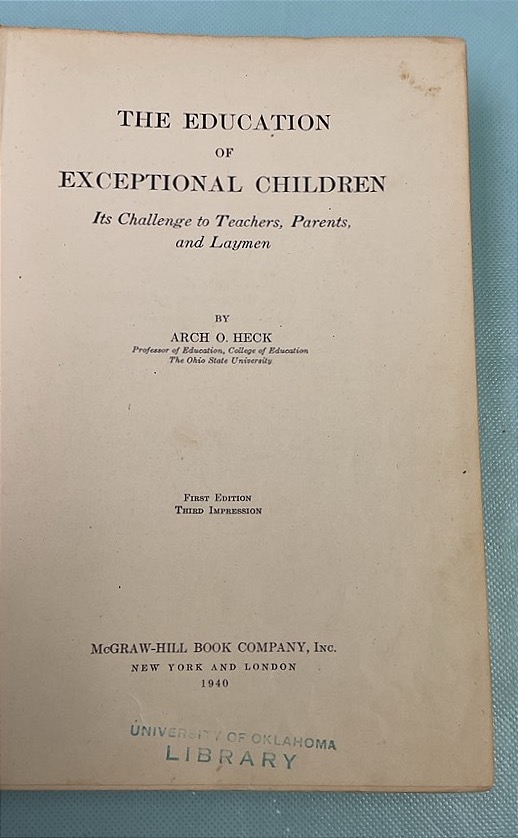 THE EDUCATION
OF
EXCEPTIONAL CHILDREN
Its Challenge to Teachers, Parents,
and Laymen
BY
ARCH O. HECK
Professor of Education, College of Education
The Ohio State University
First Edition
Third Impression
McGRAW-HILL BOOK COMPANY, Inc.
NEW YORK AND LONDON
1940
UNIVERSITY OF OKLAHOMA
LIBRARY